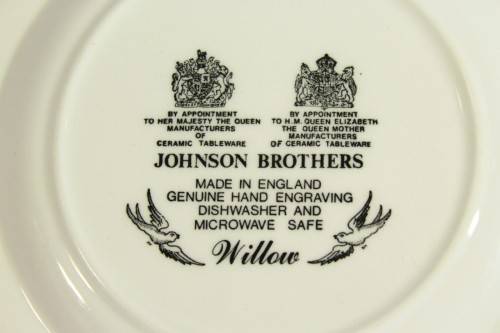 BY APPOINTMENT
TO HER MAJESTY THE QUEEN
MANUFACTURERS
OF
CERAMIC TABLEWARE
BY APPOINTMENT
TO H.M. QUEEN ELIZABETH
THE QUEEN MOTHER
MANUFACTURERS
OF CERAMIC TABLEWARE
JOHNSON BROTHERS
MADE IN ENGLAND
GENUINE HAND ENGRAVING
DISHWASHER AND
MICROWAVE SAFE
Willow